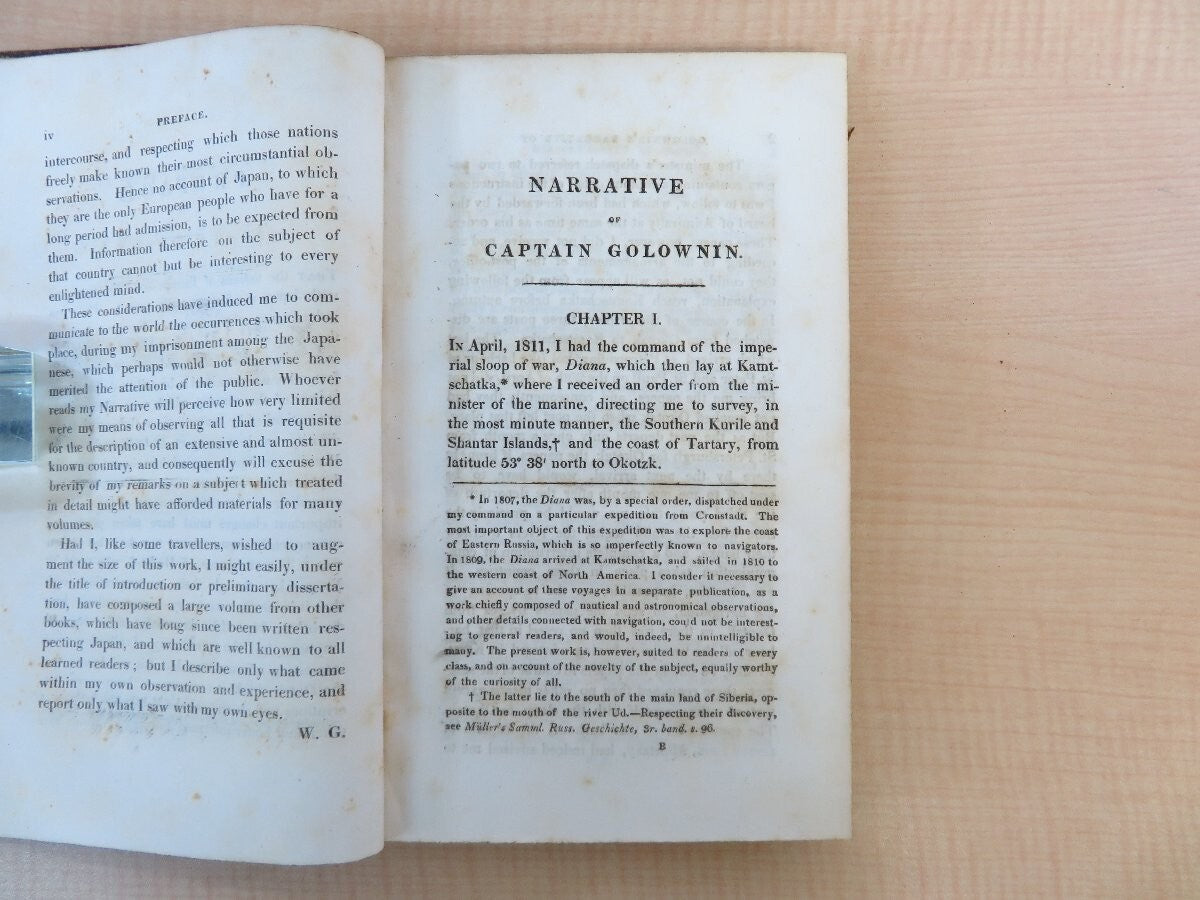 iv
PREFACE.
intercourse, and respecting which those nations
freely make known their most circumstantial ob-
servations. Hence no account of Japan, to which
they are the only European people who have for a
long period had admission, is to be expected from
them. Information therefore on the subject of
that country cannot but be interesting to every
enlightened mind.
These considerations have induced me to com-
municate to the world the occurrences which took
place, during my imprisonment among the Japa-
nese, which perhaps would not otherwise have
merited the attention of the public. Whoever
reads my Narrative will perceive how very limited
were my means of observing all that is requisite
for the description of an extensive and almost un-
known country, and consequently will excuse the
brevity of my remarks on a subject which treated
in detail might have afforded materials for many
volumes.
Had I, like some travellers, wished to aug-
ment the size of this work, I might easily, under
the title of introduction or preliminary disserta-
tion, have composed a large volume from other
books, which have long since been written res-
pecting Japan, and which are well known to all
learned readers; but I describe only what came
within my own observation and experience, and
report only what I saw with my own eyes.
W. G.
NARRATIVE
OF
CAPTAIN GOLOWNIN.
CHAPTER I.
IN April, 1811, I had the command of the impe-
rial sloop of war, Diana, which then lay at Kamt-
schatka,* where I received an order from the mi-
nister of the marine, directing me to survey, in
the most minute manner, the Southern Kurile and
Shantar Islands,† and the coast of Tartary, from
latitude 53° 38' north to Okotzk.
* In 1807, the Diana was, by a special order, dispatched under
my command on a particular expedition from Cronstadt. The
most important object of this expedition was to explore the coast
of Eastern Russia, which is so imperfectly known to navigators.
In 1809, the Diana arrived at Kamtschatka, and sailed in 1810 to
the western coast of North America. I consider it necessary to
give an account of these voyages in a separate publication, as a
work chiefly composed of nautical and astronomical observations,
and other details connected with navigation, could not be interest-
ing to general readers, and would, indeed, be unintelligible to
many. The present work is, however, suited to readers of every
class, and on account of the novelty of the subject, equally worthy
of the curiosity of all.
† The latter lie to the south of the main land of Siberia, op-
posite to the mouth of the river Ud.—Respecting their discovery,
see Müller's Samml. Russ. Geschichte, 3r. band. s. 96.
B